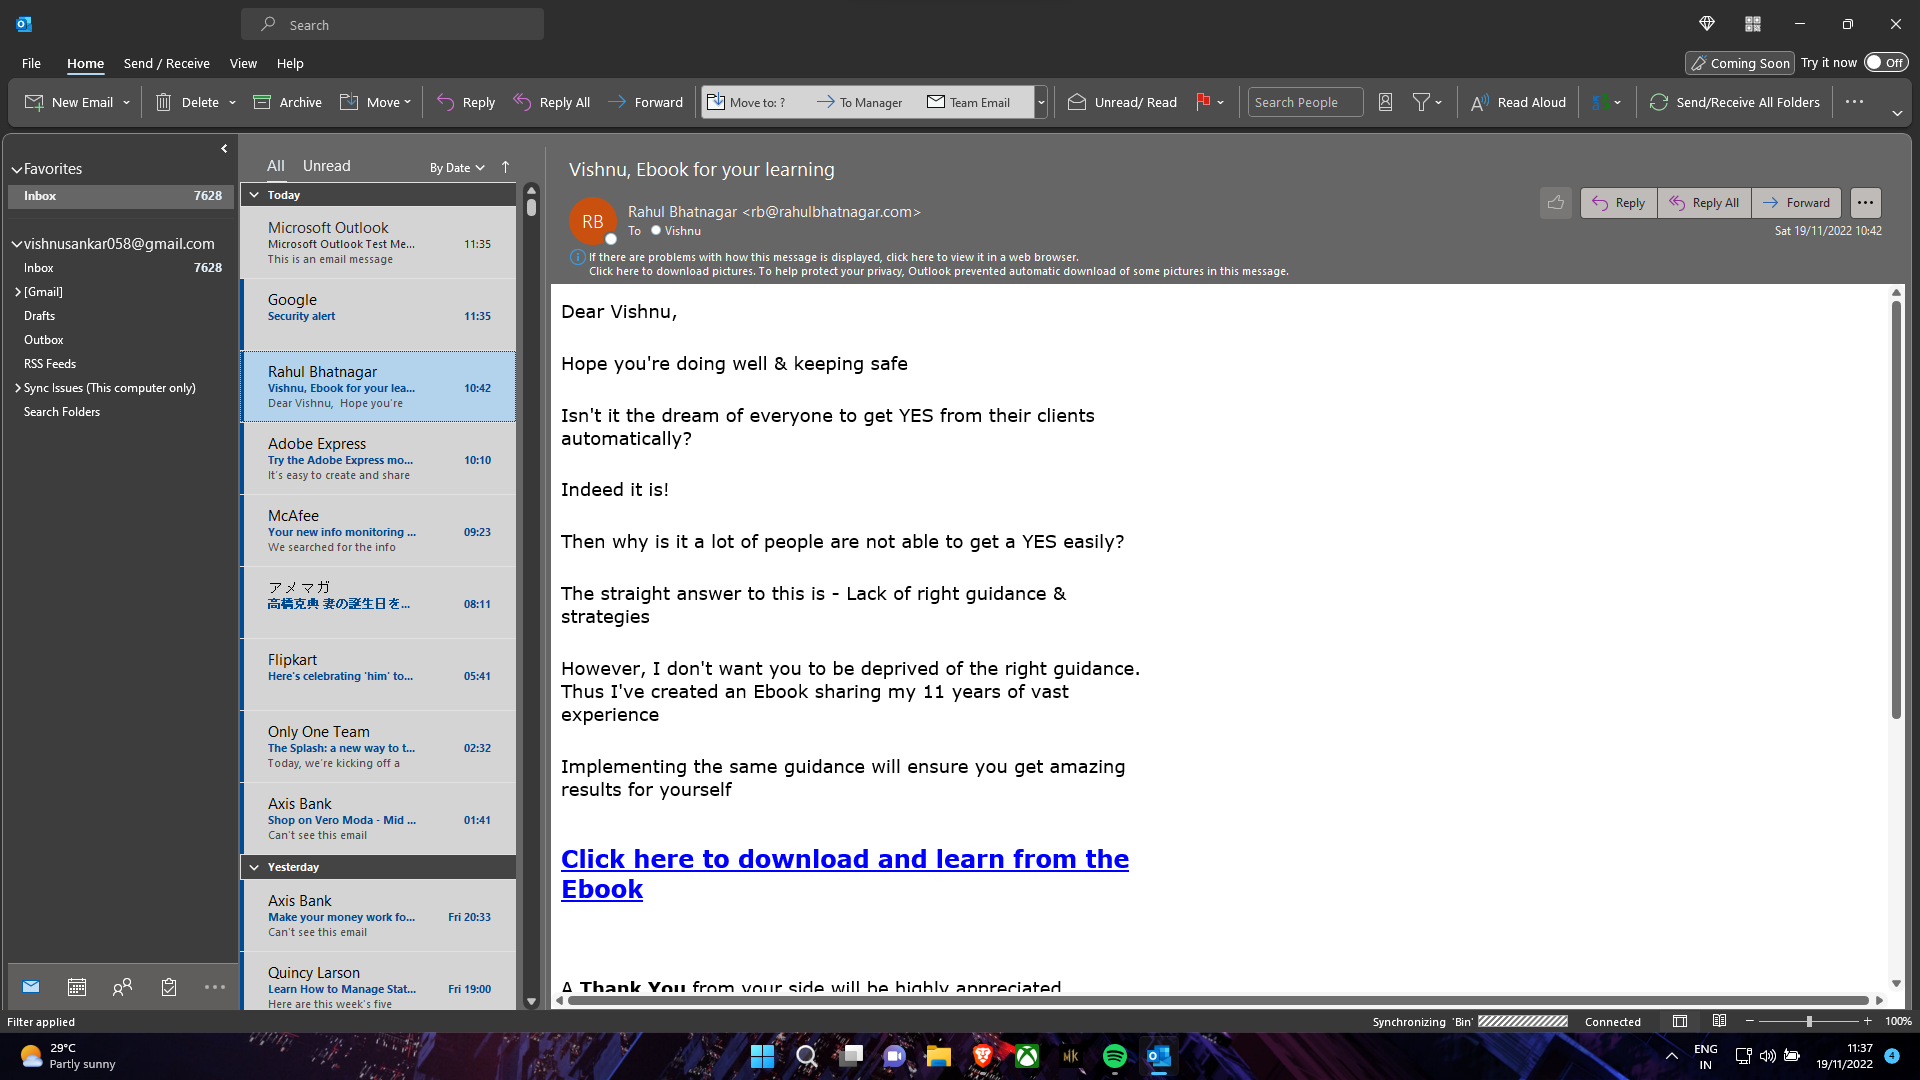 Search
File
Home
Send / Receive
View
Help
Coming Soon
Try it now
Off
New Email
Delete
Archive
Move
Reply
Reply All
Forward
Move to: ?
To Manager
Team Email
Unread/ Read
Search People
Read Aloud
Send/Receive All Folders
Favorites
Inbox 7628
vishnusankar058@gmail.com
Inbox 7628
[Gmail]
Drafts
Outbox
RSS Feeds
Sync Issues (This computer only)
Search Folders
All
Unread
By Date
Today
Microsoft Outlook
Microsoft Outlook Test Me... 11:35
This is an email message
Google
Security alert 11:35
Rahul Bhatnagar
Vishnu, Ebook for your lea... 10:42
Dear Vishnu, Hope you're
Adobe Express
Try the Adobe Express mo... 10:10
It's easy to create and share
McAfee
Your new info monitoring ... 09:23
We searched for the info
アメマガ
高橋克典 妻の誕生日を... 08:11
Flipkart
Here's celebrating 'him' to... 05:41
Only One Team
The Splash: a new way to t... 02:32
Today, we're kicking off a
Axis Bank
Shop on Vero Moda - Mid ... 01:41
Can't see this email
Yesterday
Axis Bank
Make your money work fo... Fri 20:33
Can't see this email
Quincy Larson
Learn How to Manage Stat... Fri 19:00
Here are this week's five
Vishnu, Ebook for your learning
RB
Rahul Bhatnagar <rb@rahulbhatnagar.com>
To Vishnu
Reply
Reply All
Forward
Sat 19/11/2022 10:42
If there are problems with how this message is displayed, click here to view it in a web browser.
Click here to download pictures. To help protect your privacy, Outlook prevented automatic download of some pictures in this message.
Dear Vishnu,
Hope you're doing well & keeping safe
Isn't it the dream of everyone to get YES from their clients
automatically?
Indeed it is!
Then why is it a lot of people are not able to get a YES easily?
The straight answer to this is - Lack of right guidance &
strategies
However, I don't want you to be deprived of the right guidance.
Thus I've created an Ebook sharing my 11 years of vast
experience
Implementing the same guidance will ensure you get amazing
results for yourself
Click here to download and learn from the
Ebook
A Thank You from your side will be highly appreciated
Filter applied
Synchronizing 'Bin'
Connected
100%
29°C
Partly sunny
MK
ENG
IN
11:37
19/11/2022
4